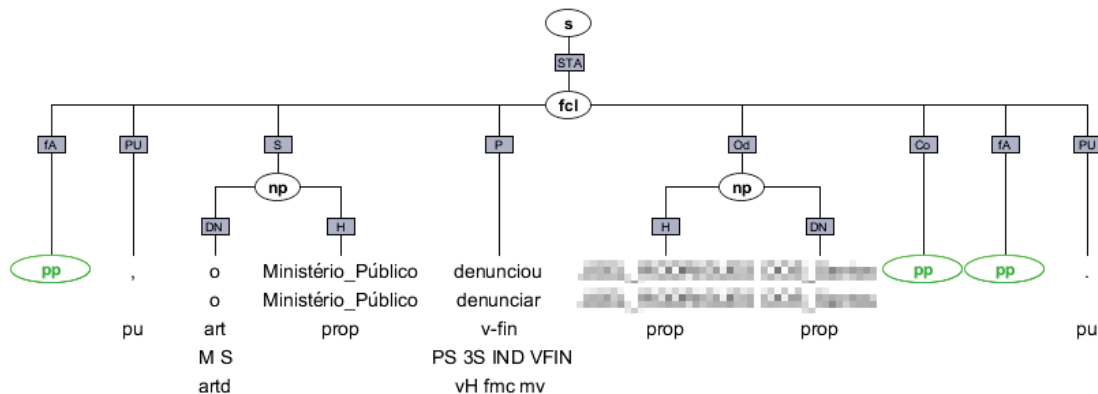 s
STA
fcl
fA PU S P Od Co fA PU
np np
DN H H DN
pp , o Ministério_Público denunciou pp pp .
o Ministério_Público denunciar
pu art prop v-fin prop prop pu
M S PS 3S IND VFIN
artd vH fmc mv